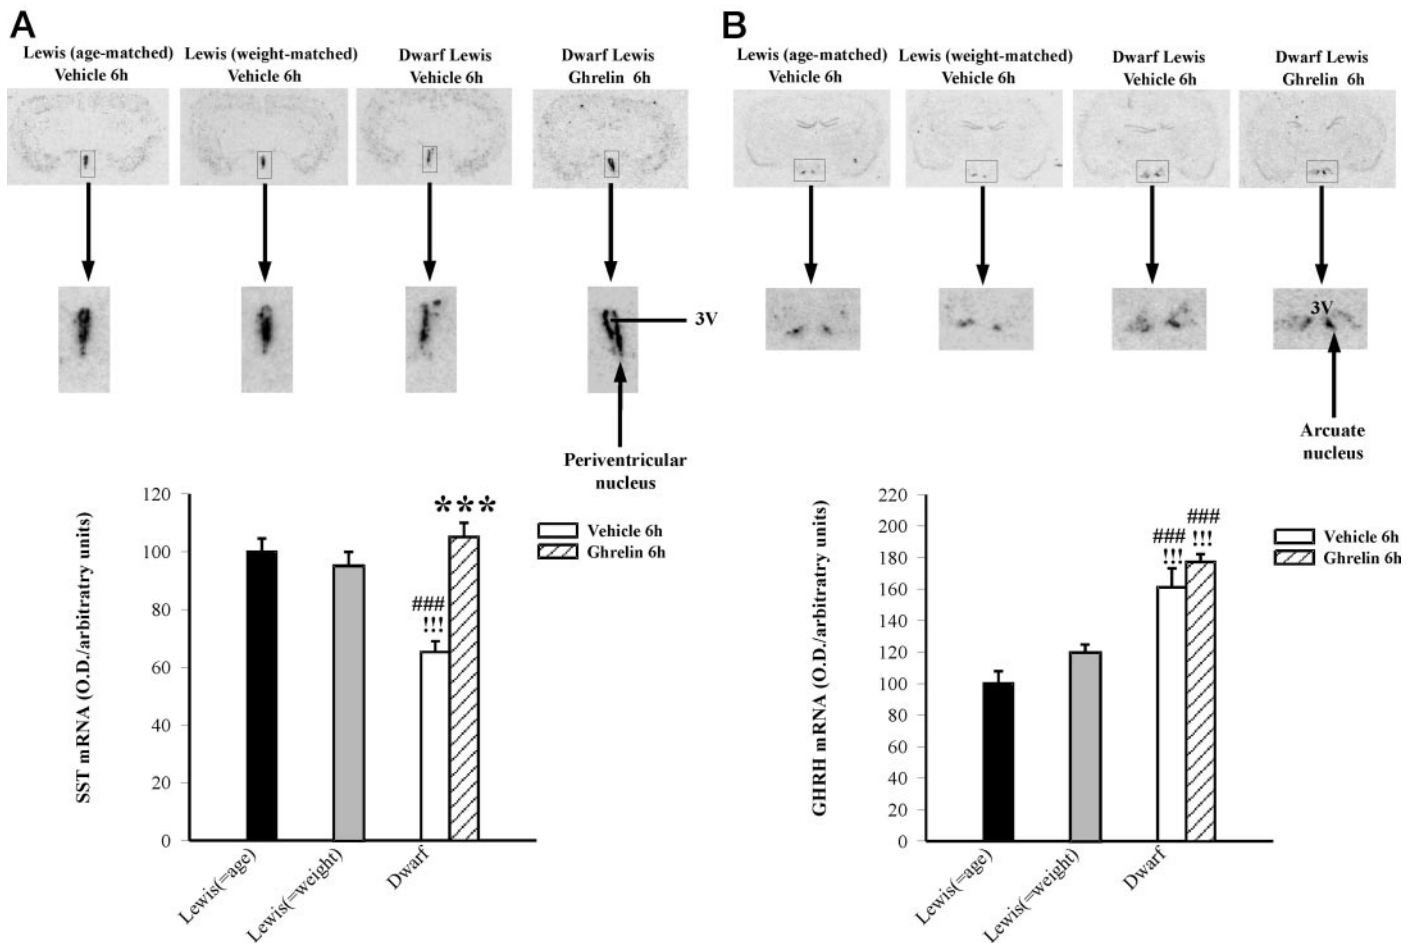 A
Lewis (age-matched)
Vehicle 6h
Lewis (weight-matched)
Vehicle 6h
Dwarf Lewis
Vehicle 6h
Dwarf Lewis
Ghrelin 6h
3V
Periventricular
nucleus
SST mRNA (O.D./arbitratry units)
120
100
80
60
40
20
0
###
!!!
***
Vehicle 6h
Ghrelin 6h
Lewis(=age)
Lewis(=weight)
Dwarf
B
Lewis (age-matched)
Vehicle 6h
Lewis (weight-matched)
Vehicle 6h
Dwarf Lewis
Vehicle 6h
Dwarf Lewis
Ghrelin 6h
3V
Arcuate
nucleus
GHRH mRNA (O.D./arbitratry units)
220
200
180
160
140
120
100
80
60
40
20
0
###
!!!
###
!!!
Vehicle 6h
Ghrelin 6h
Lewis(=age)
Lewis(=weight)
Dwarf